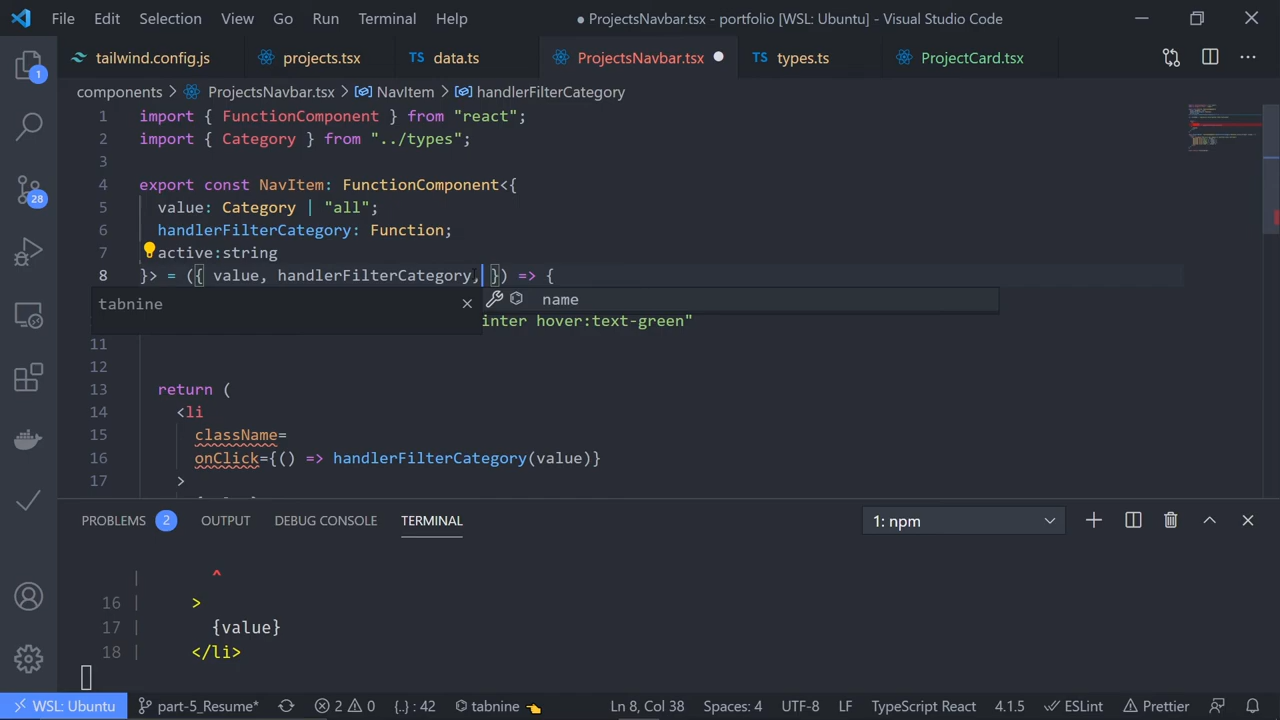 File Edit Selection View Go Run Terminal Help ● ProjectsNavbar.tsx - portfolio [WSL: Ubuntu] - Visual Studio Code
tailwind.config.js projects.tsx TS data.ts ProjectsNavbar.tsx TS types.ts ProjectCard.tsx
components > ProjectsNavbar.tsx > NavItem > handlerFilterCategory
1 import { FunctionComponent } from "react";
2 import { Category } from "../types";
3
4 export const NavItem: FunctionComponent<{
5 value: Category | "all";
6 handlerFilterCategory: Function;
7 active:string
8 }> = ({ value, handlerFilterCategory, }) => {
tabnine
name
inter hover:text-green"
11
12
13 return (
14 <li
15 className=
16 onClick={() => handlerFilterCategory(value)}
17 >
PROBLEMS 2 OUTPUT DEBUG CONSOLE TERMINAL 1: npm
| ^
16 | >
17 | {value}
18 | </li>
WSL: Ubuntu part-5_Resume* 2 0 {..} : 42 tabnine Ln 8, Col 38 Spaces: 4 UTF-8 LF TypeScript React 4.1.5 ESLint Prettier
1
28